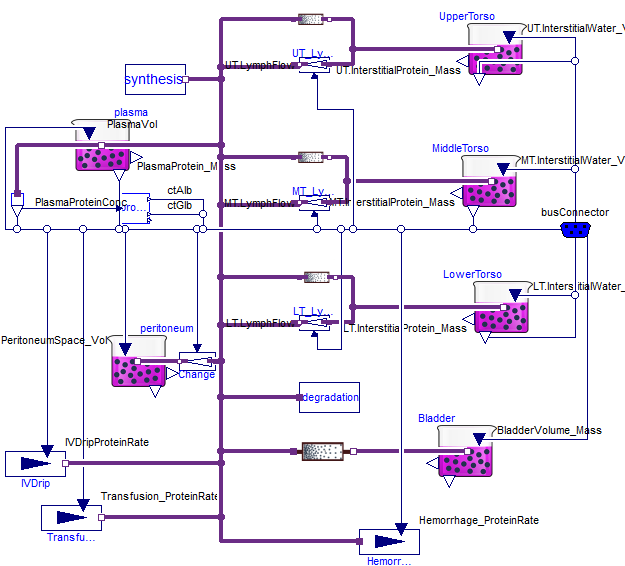 UpperTorso
UT.InterstitialWater_V
UT_Ly...
UT.LymphFlow
UT.InterstitialProtein_Mass
synthesis
plasma
PlasmaVol
PlasmaProtein_Mass
MiddleTorso
MT.InterstitialWater_V
MT_Ly...
MT.LymphFlow
MT.InterstitialProtein_Mass
ctAlb
ctGlb
PlasmaProteinConc
busConnector
LowerTorso
LT.InterstitialWater_
LT_Ly...
LT.LymphFlow
LT.InterstitialProtein_Mass
peritoneum
PeritoneumSpace_Vol
Change
degradation
Bladder
BladderVolume_Mass
IVDripProteinRate
IVDrip
Transfusion_ProteinRate
Transfu...
Hemorrhage_ProteinRate
Hemorr...